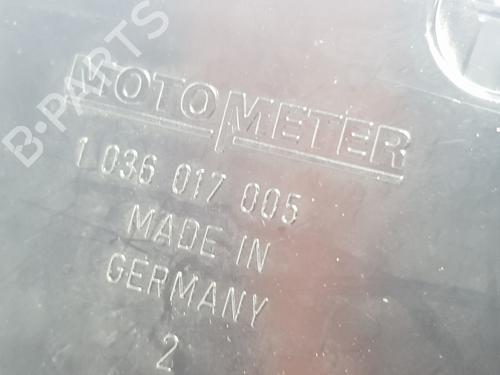 B-PARTS
MOTOMETER
1 036 017 005
MADE IN
GERMANY
2